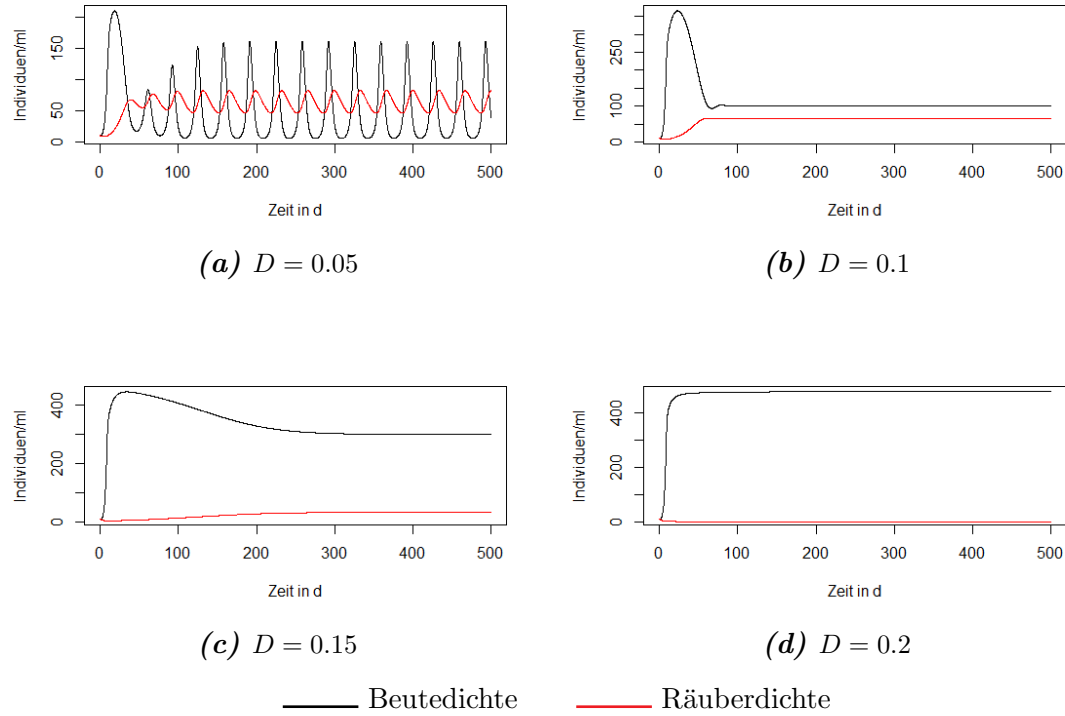 Individuen/ml
0 50 150
0 100 200 300 400 500
Zeit in d
(a) D = 0.05
Individuen/ml
0 100 250
0 100 200 300 400 500
Zeit in d
(b) D = 0.1
Individuen/ml
0 200 400
0 100 200 300 400 500
Zeit in d
(c) D = 0.15
Individuen/ml
0 200 400
0 100 200 300 400 500
Zeit in d
(d) D = 0.2
Beutedichte Räuberdichte